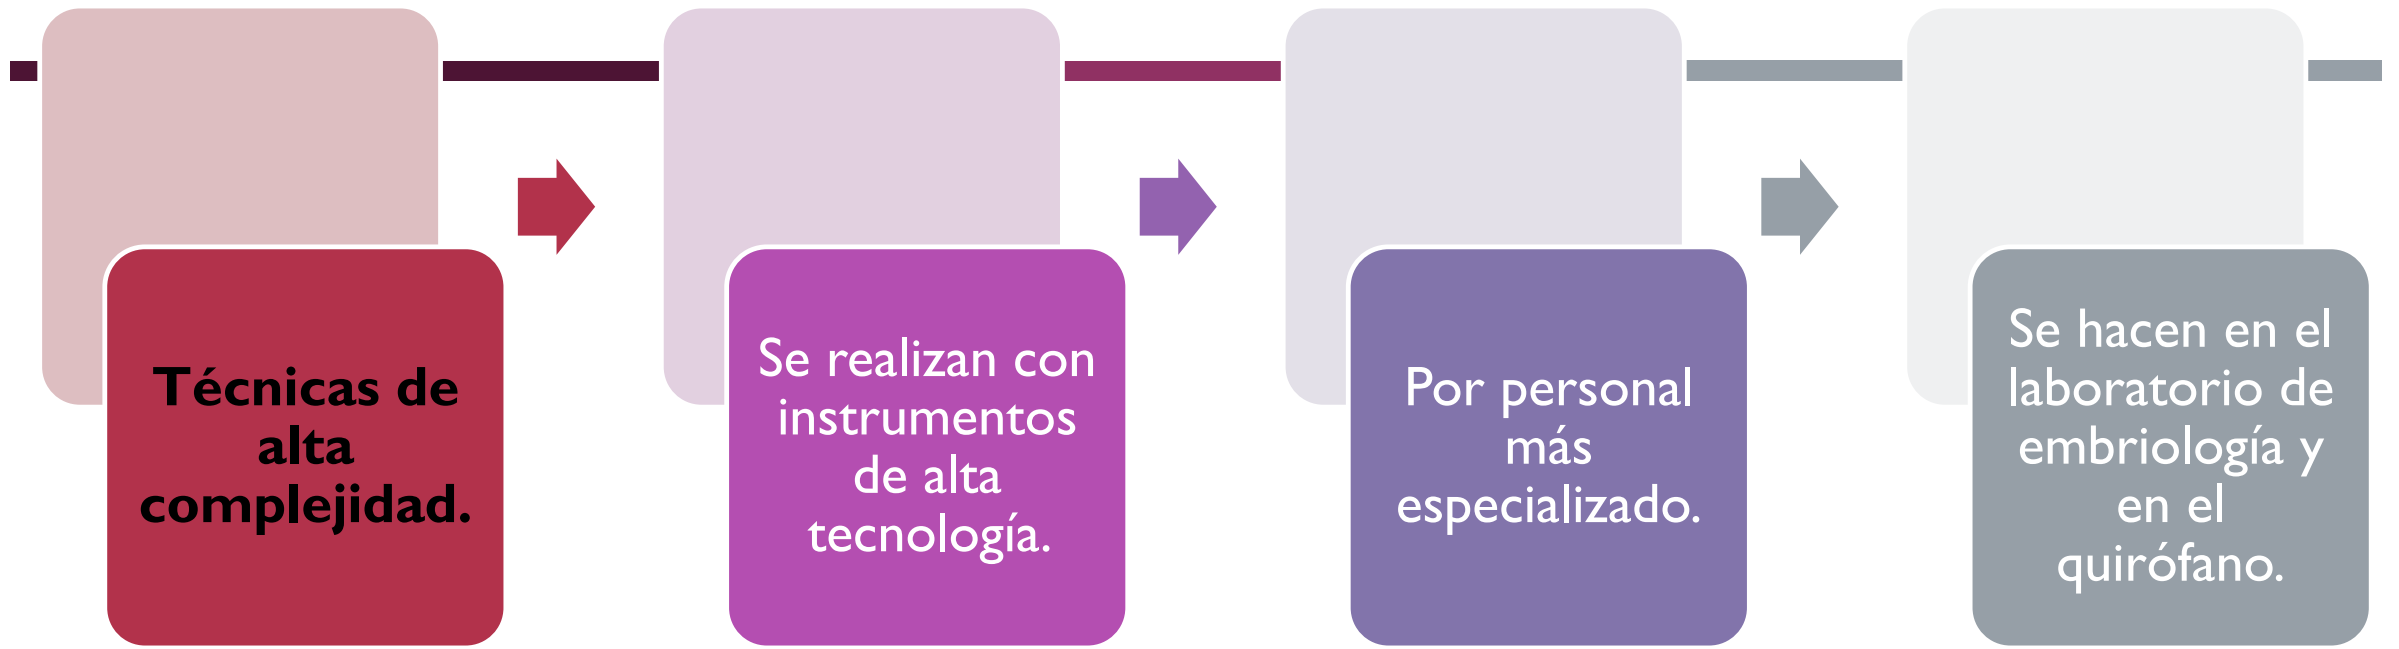 Técnicas de
alta
complejidad.
Se realizan con
instrumentos
de alta
tecnología.
Por personal
más
especializado.
Se hacen en el
laboratorio de
embriología y
en el
quirófano.